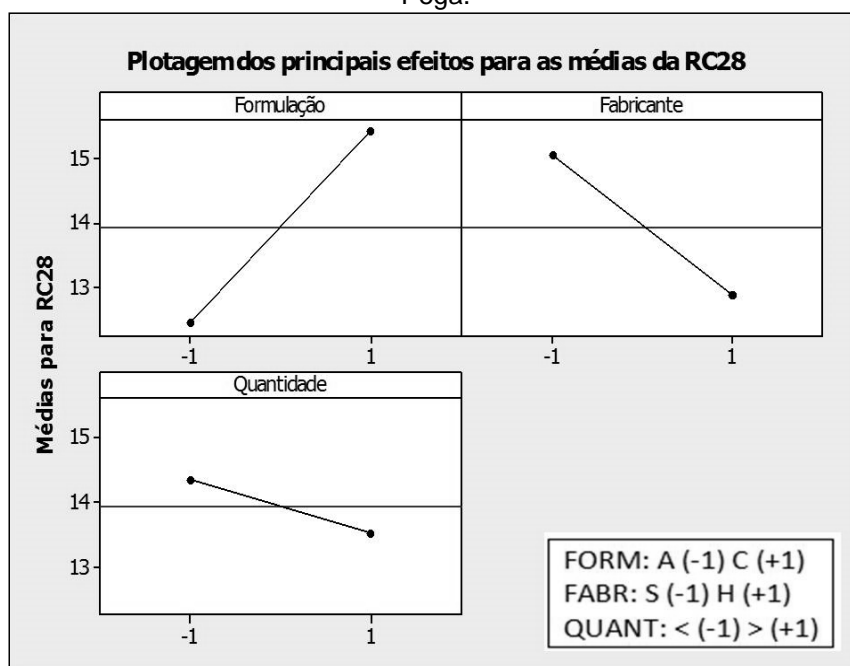 Poga.
Plotagem dos principais efeitos para as médias da RC28
Formulação
Fabricante
15
14
13
-1
1
-1
1
Quantidade
15
14
13
-1
1
Médias para RC28
FORM: A (-1) C (+1)
FABR: S (-1) H (+1)
QUANT: < (-1) > (+1)